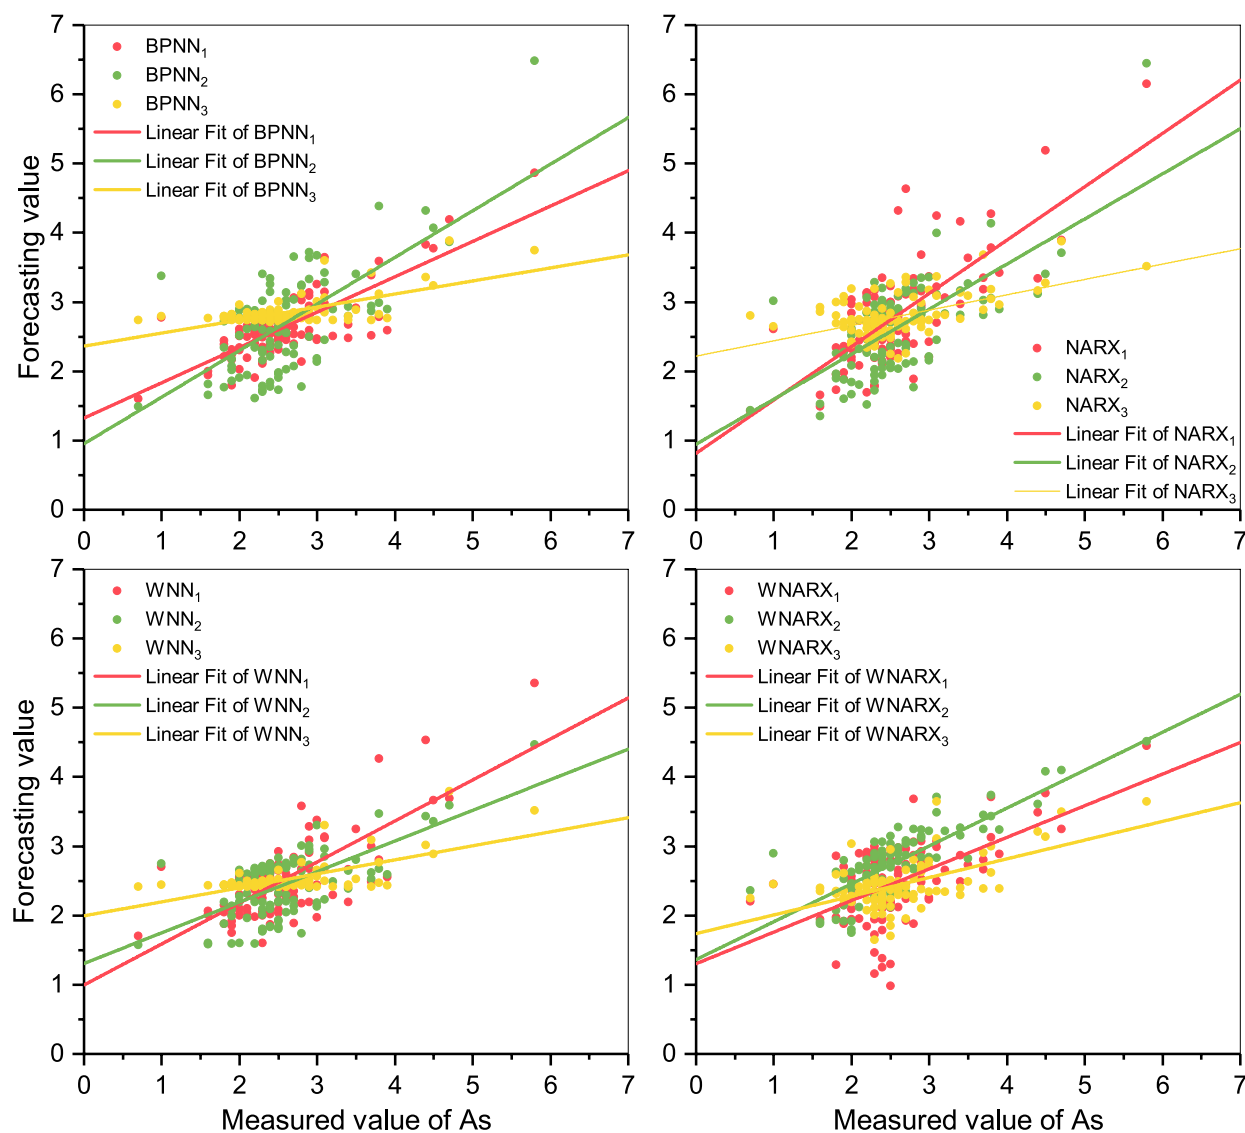 7
6
5
4
3
2
1
0
Forecasting value
BPNN₁
BPNN₂
BPNN₃
Linear Fit of BPNN₁
Linear Fit of BPNN₂
Linear Fit of BPNN₃
0 1 2 3 4 5 6 7
7
6
5
4
3
2
1
0
NARX₁
NARX₂
NARX₃
Linear Fit of NARX₁
Linear Fit of NARX₂
Linear Fit of NARX₃
0 1 2 3 4 5 6 7
7
6
5
4
3
2
1
0
Forecasting value
WNN₁
WNN₂
WNN₃
Linear Fit of WNN₁
Linear Fit of WNN₂
Linear Fit of WNN₃
0 1 2 3 4 5 6 7
Measured value of As
7
6
5
4
3
2
1
0
WNARX₁
WNARX₂
WNARX₃
Linear Fit of WNARX₁
Linear Fit of WNARX₂
Linear Fit of WNARX₃
0 1 2 3 4 5 6 7
Measured value of As